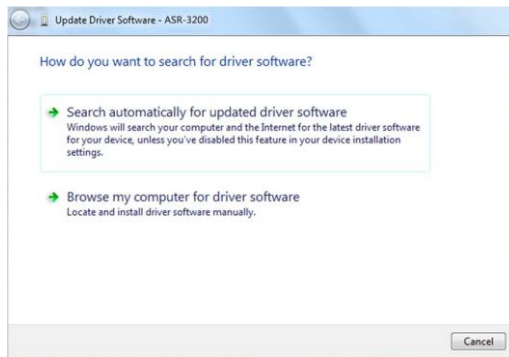 Update Driver Software - ASR-3200
How do you want to search for driver software?
Search automatically for updated driver software
Windows will search your computer and the Internet for the latest driver software
for your device, unless you've disabled this feature in your device installation
settings.
Browse my computer for driver software
Locate and install driver software manually.
Cancel